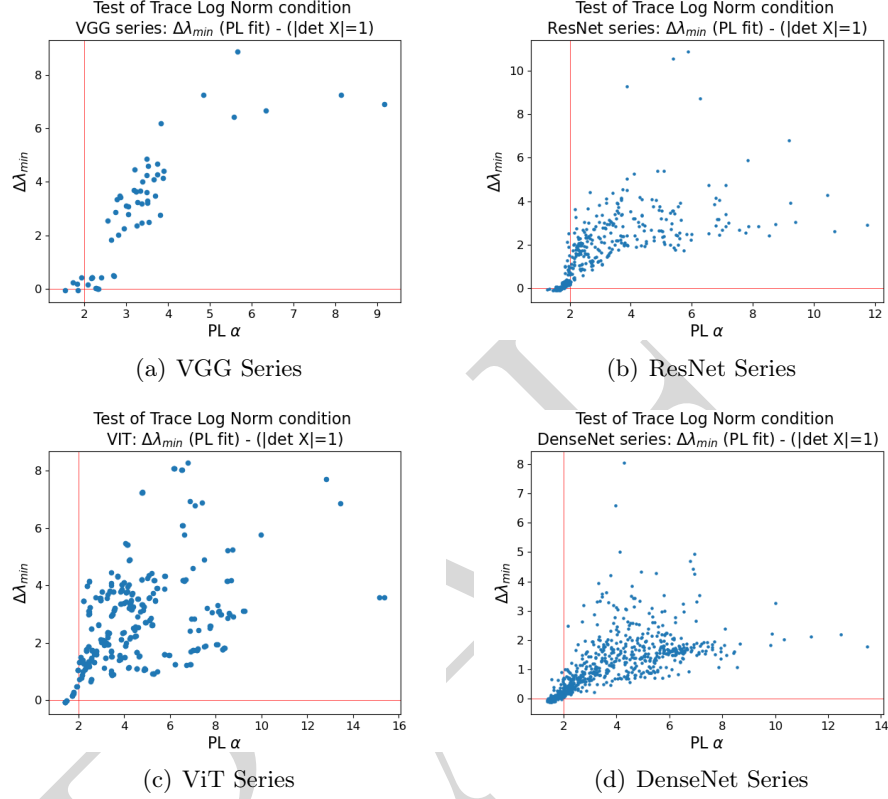 Test of Trace Log Norm condition
VGG series: Δλmin (PL fit) - (|det X|=1)
8
6
4
2
0
Δλmin
2
3
4
5
6
7
8
9
PL α
(a) VGG Series
Test of Trace Log Norm condition
ResNet series: Δλmin (PL fit) - (|det X|=1)
10
8
6
4
2
0
Δλmin
2
4
6
8
10
12
PL α
(b) ResNet Series
Test of Trace Log Norm condition
VIT: Δλmin (PL fit) - (|det X|=1)
8
6
4
2
0
Δλmin
2
4
6
8
10
12
14
16
PL α
(c) ViT Series
Test of Trace Log Norm condition
DenseNet series: Δλmin (PL fit) - (|det X|=1)
8
7
6
5
4
3
2
1
0
Δλmin
2
4
6
8
10
12
14
PL α
(d) DenseNet Series